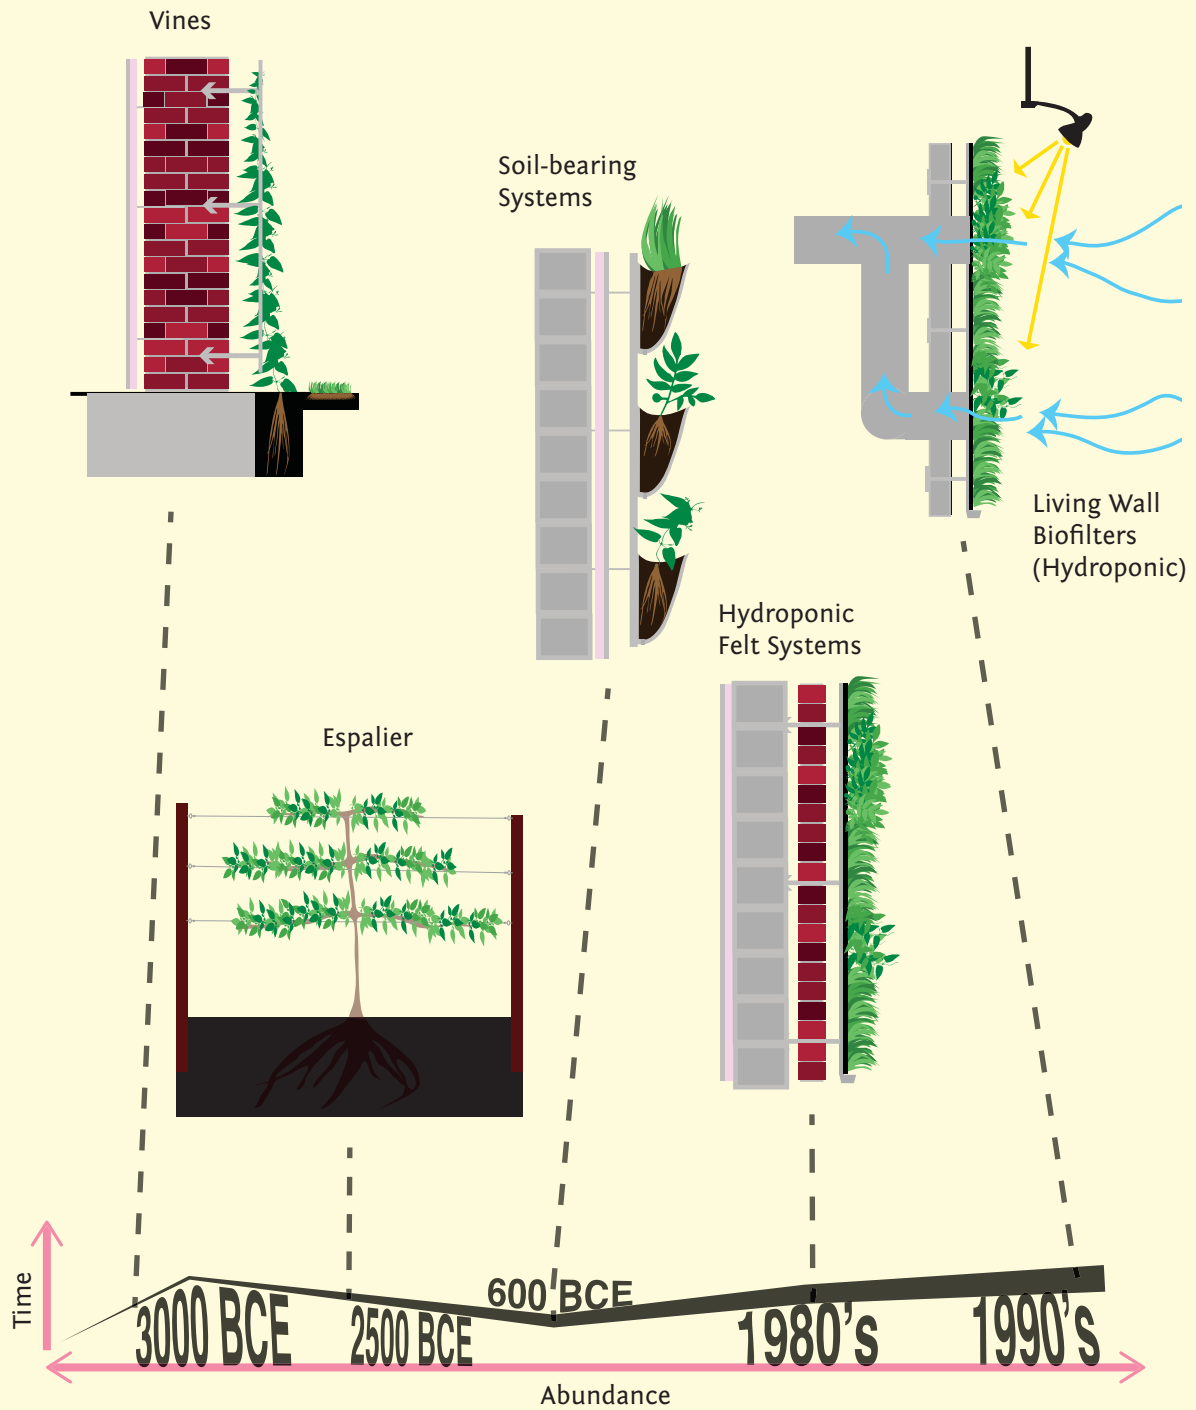 Vines
Soil-bearing
Systems
Living Wall
Biofilters
(Hydroponic)
Hydroponic
Felt Systems
Espalier
Time
3000 BCE
2500 BCE
600 BCE
1980's
1990's
Abundance